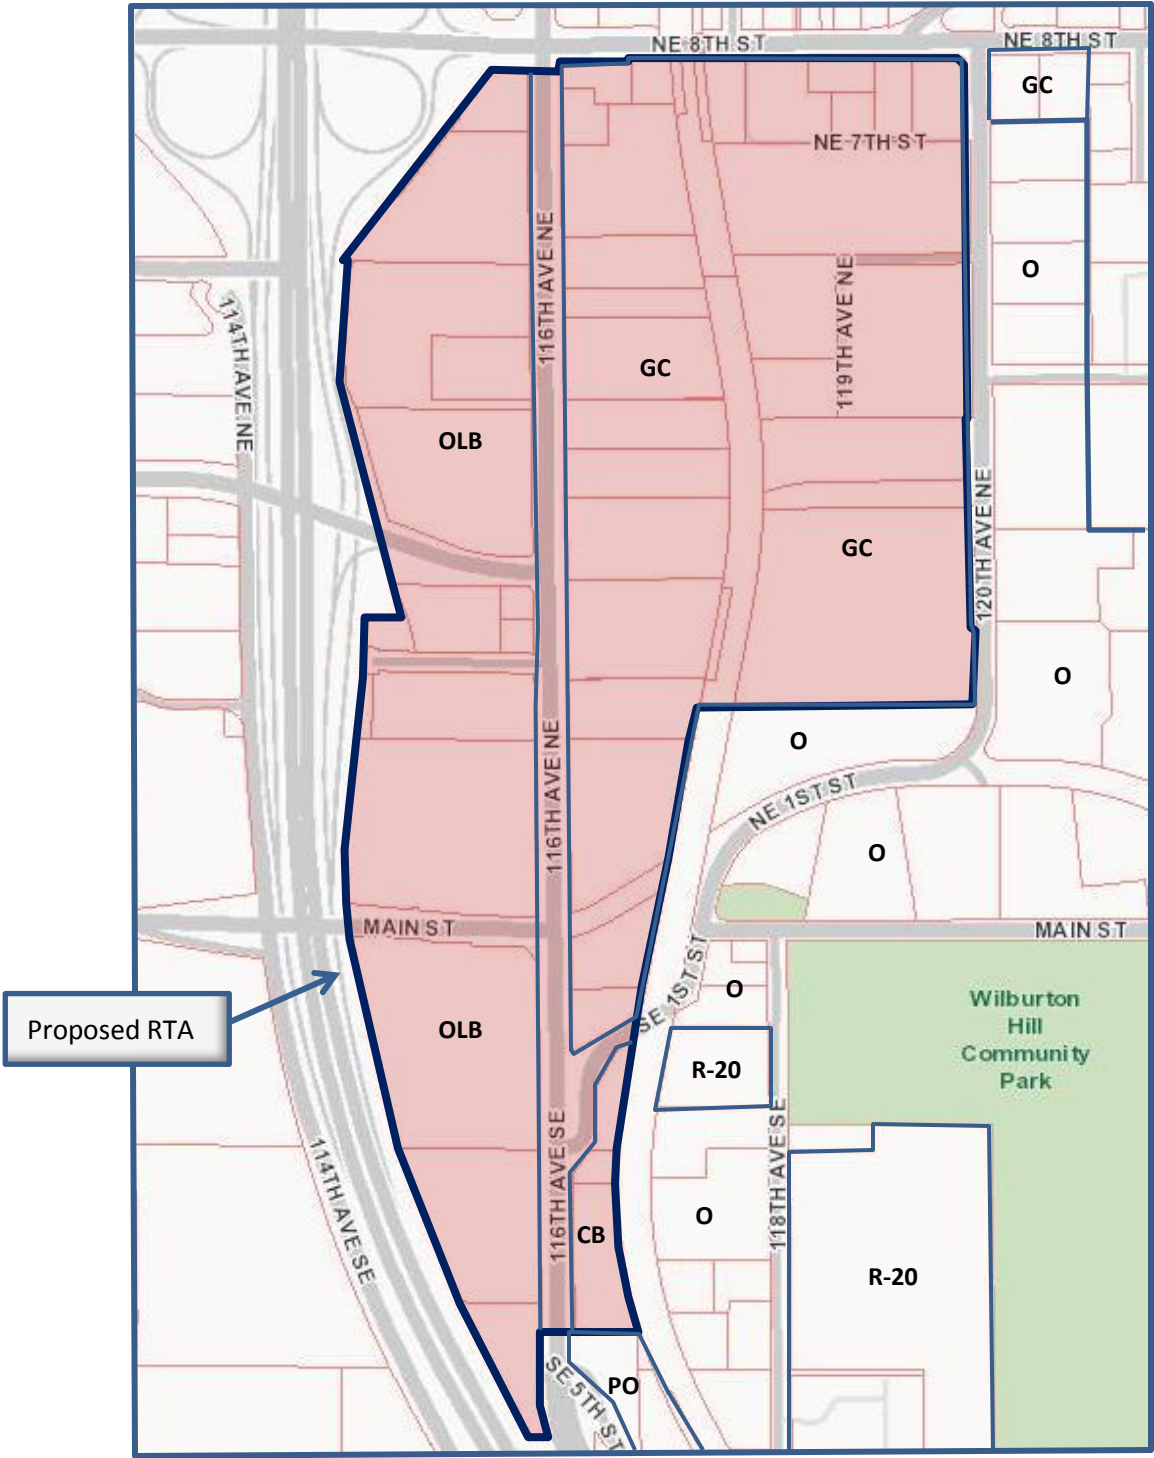 NE 8TH ST
NE 8TH ST
GC
NE 7TH ST
116TH AVE NE
O
119TH AVE NE
114TH AVE NE
GC
OLB
120TH AVE NE
GC
O
O
116TH AVE NE
NE 1ST ST
O
MAIN ST
MAIN ST
SE 1ST ST
O
Wilburton
Hill
Community
Park
Proposed RTA
OLB
R-20
116TH AVE SE
118TH AVE SE
114TH AVE SE
O
CB
R-20
SE 5TH ST
PO